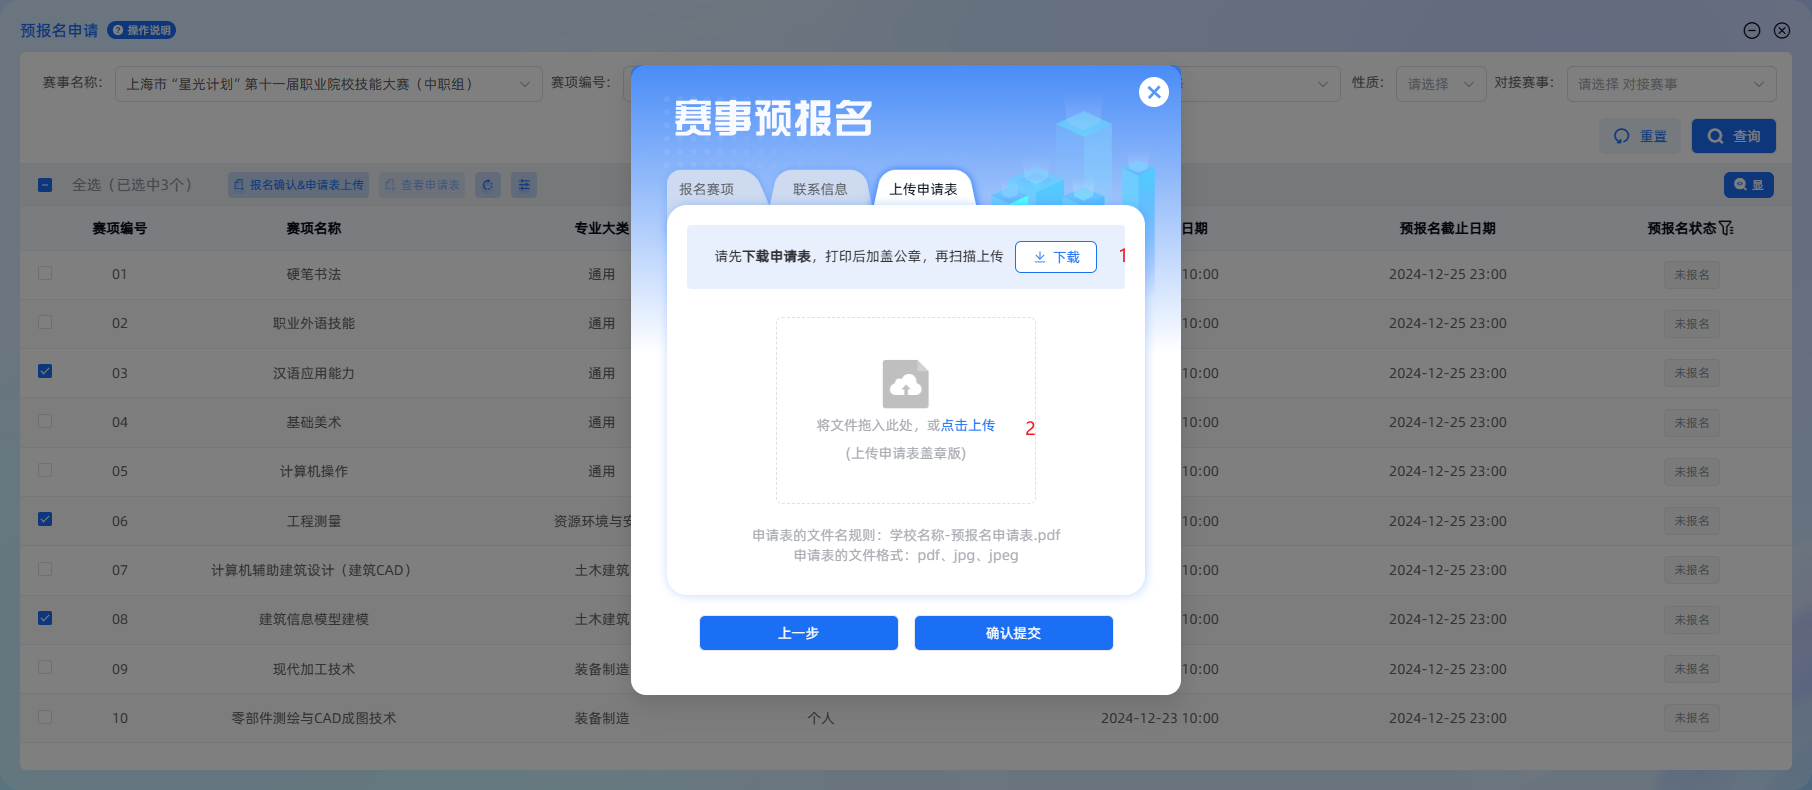 预报名申请 操作说明
赛事名称： 上海市“星光计划”第十一届职业院校技能大赛（中职组） 赛项编号： 性质： 请选择 对接赛事： 请选择 对接赛事
重置 查询
全选（已选中3个） 报名确认&申请表上传 查看申请表 显
赛项编号 赛项名称 专业大类 日期 预报名截止日期 预报名状态
01 硬笔书法 通用 10:00 2024-12-25 23:00 未报名
02 职业外语技能 通用 10:00 2024-12-25 23:00 未报名
03 汉语应用能力 通用 10:00 2024-12-25 23:00 未报名
04 基础美术 通用 10:00 2024-12-25 23:00 未报名
05 计算机操作 通用 10:00 2024-12-25 23:00 未报名
06 工程测量 资源环境与安 10:00 2024-12-25 23:00 未报名
07 计算机辅助建筑设计（建筑CAD） 土木建筑 10:00 2024-12-25 23:00 未报名
08 建筑信息模型建模 土木建筑 10:00 2024-12-25 23:00 未报名
09 现代加工技术 装备制造 10:00 2024-12-25 23:00 未报名
10 零部件测绘与CAD成图技术 装备制造 个人 2024-12-23 10:00 2024-12-25 23:00 未报名
赛事预报名
报名赛项 联系信息 上传申请表
请先下载申请表，打印后加盖公章，再扫描上传 下载 1
将文件拖入此处，或点击上传 2
(上传申请表盖章版)
申请表的文件名规则：学校名称-预报名申请表.pdf
申请表的文件格式：pdf、jpg、jpeg
上一步 确认提交